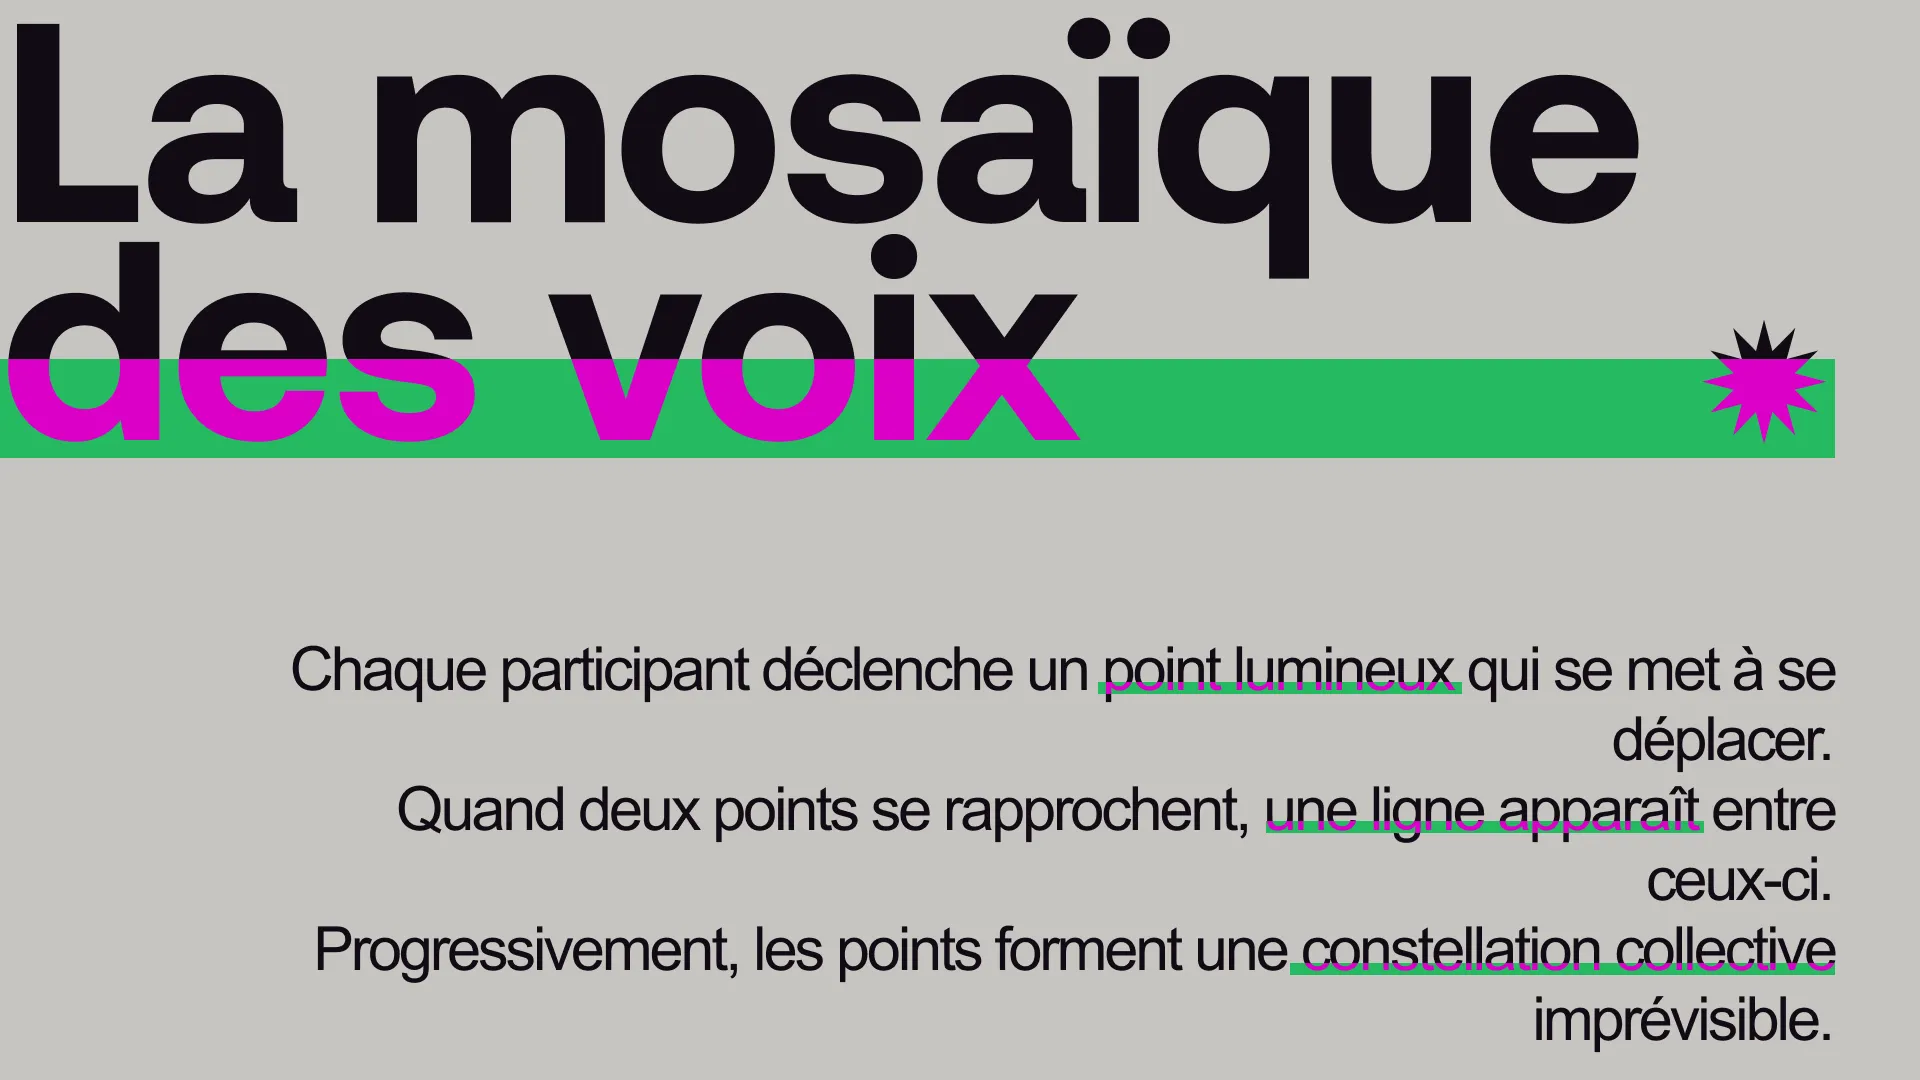 La mosaïque
des voix
Chaque participant déclenche un point lumineux qui se met à se
déplacer.
Quand deux points se rapprochent, une ligne apparaît entre
ceux-ci.
Progressivement, les points forment une constellation collective
imprévisible.